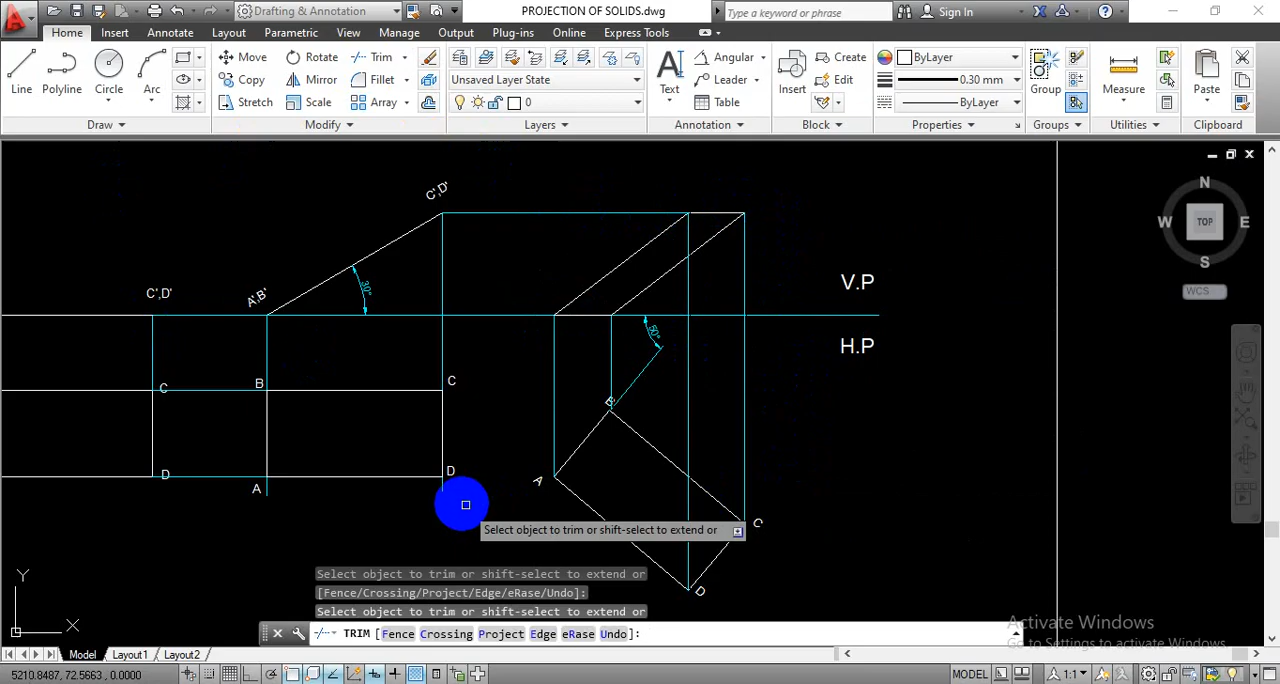 Drafting & Annotation
PROJECTION OF SOLIDS.dwg
Type a keyword or phrase
Sign In
Home Insert Annotate Layout Parametric View Manage Output Plug-ins Online Express Tools
Line Polyline Circle Arc
Move Rotate Trim
Copy Mirror Fillet
Stretch Scale Array
Unsaved Layer State
0
Text
Angular
Leader
Table
Insert
Create
Edit
ByLayer
0.30 mm
ByLayer
Group
Measure
Paste
Draw Modify Layers Annotation Block Properties Groups Utilities Clipboard
N
W TOP E
S
WCS
C',D'
C',D'
A',B'
30°
50°
V.P
H.P
C B C
D A D
B
A
C
D
Select object to trim or shift-select to extend or
Select object to trim or shift-select to extend or
[Fence/Crossing/Project/Edge/eRase/Undo]:
Select object to trim or shift-select to extend or
TRIM [Fence Crossing Project Edge eRase Undo]:
Y
X
Activate Windows
Go to Settings to activate Windows.
Model Layout1 Layout2
5210.8487, 72.5663, 0.0000
MODEL
1:1